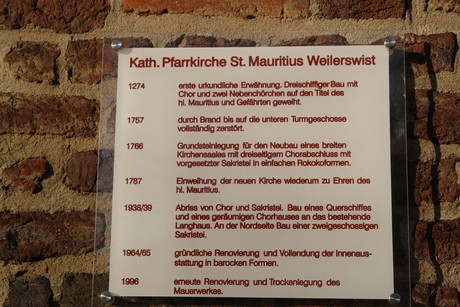 Kath. Pfarrkirche St. Mauritius Weilerswist
1274 erste urkundliche Erwähnung. Dreischiffiger Bau mit
Chor und zwei Nebenchörchen auf den Titel des
hl. Mauritius und Gefährten geweiht.
1757 durch Brand bis auf die unteren Turmgeschosse
vollständig zerstört.
1766 Grundsteinlegung für den Neubau eines breiten
Kirchensaales mit dreiseitigem Chorabschluss mit
vorgesetzter Sakristei in einfachen Rokokoformen.
1787 Einweihung der neuen Kirche wiederum zu Ehren des
hl. Mauritius.
1938/39 Abriss von Chor und Sakristei. Bau eines Querschiffes
und eines geräumigen Chorhauses an das bestehende
Langhaus. An der Nordseite Bau einer zweigeschossigen
Sakristei.
1964/65 gründliche Renovierung und Vollendung der Innenaus-
stattung in barocken Formen.
1996 erneute Renovierung und Trockenlegung des
Mauerwerkes.